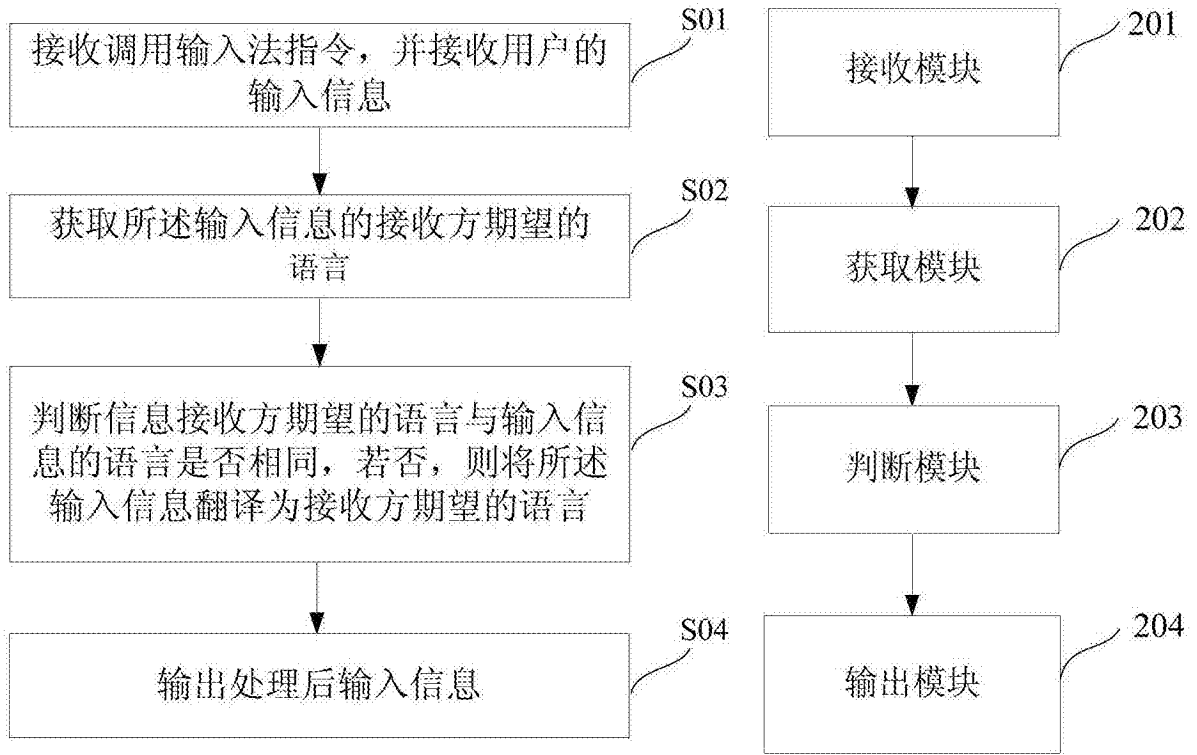 S01
接收调用输入法指令，并接收用户的
输入信息
S02
获取所述输入信息的接收方期望的
语言
S03
判断信息接收方期望的语言与输入信
息的语言是否相同，若否，则将所述
输入信息翻译为接收方期望的语言
S04
输出处理后输入信息
201
接收模块
202
获取模块
203
判断模块
204
输出模块